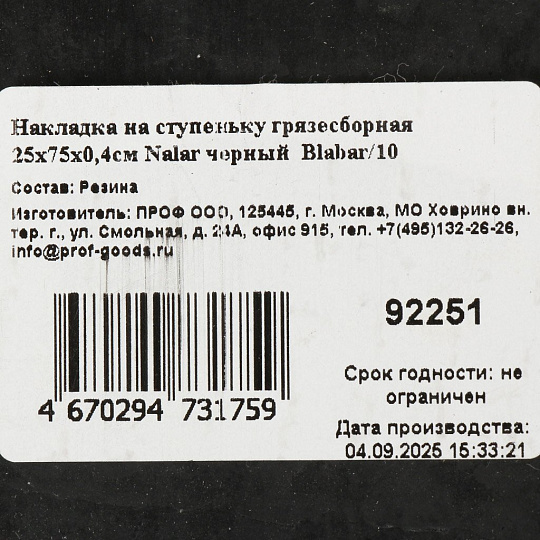 Накладка на ступеньку грязесборная
25х75х0,4см Nalar черный Blabar/10
Состав: Резина
Изготовитель: ПРОФ ООО, 125445, г. Москва, МО Ховрино вн.
тер. г., ул. Смольная, д. 24А, офис 915, тел. +7(495)132-26-26,
info@prof-goods.ru
92251
Срок годности: не
ограничен
4 670294 731759
Дата производства:
04.09.2025 15:33:21